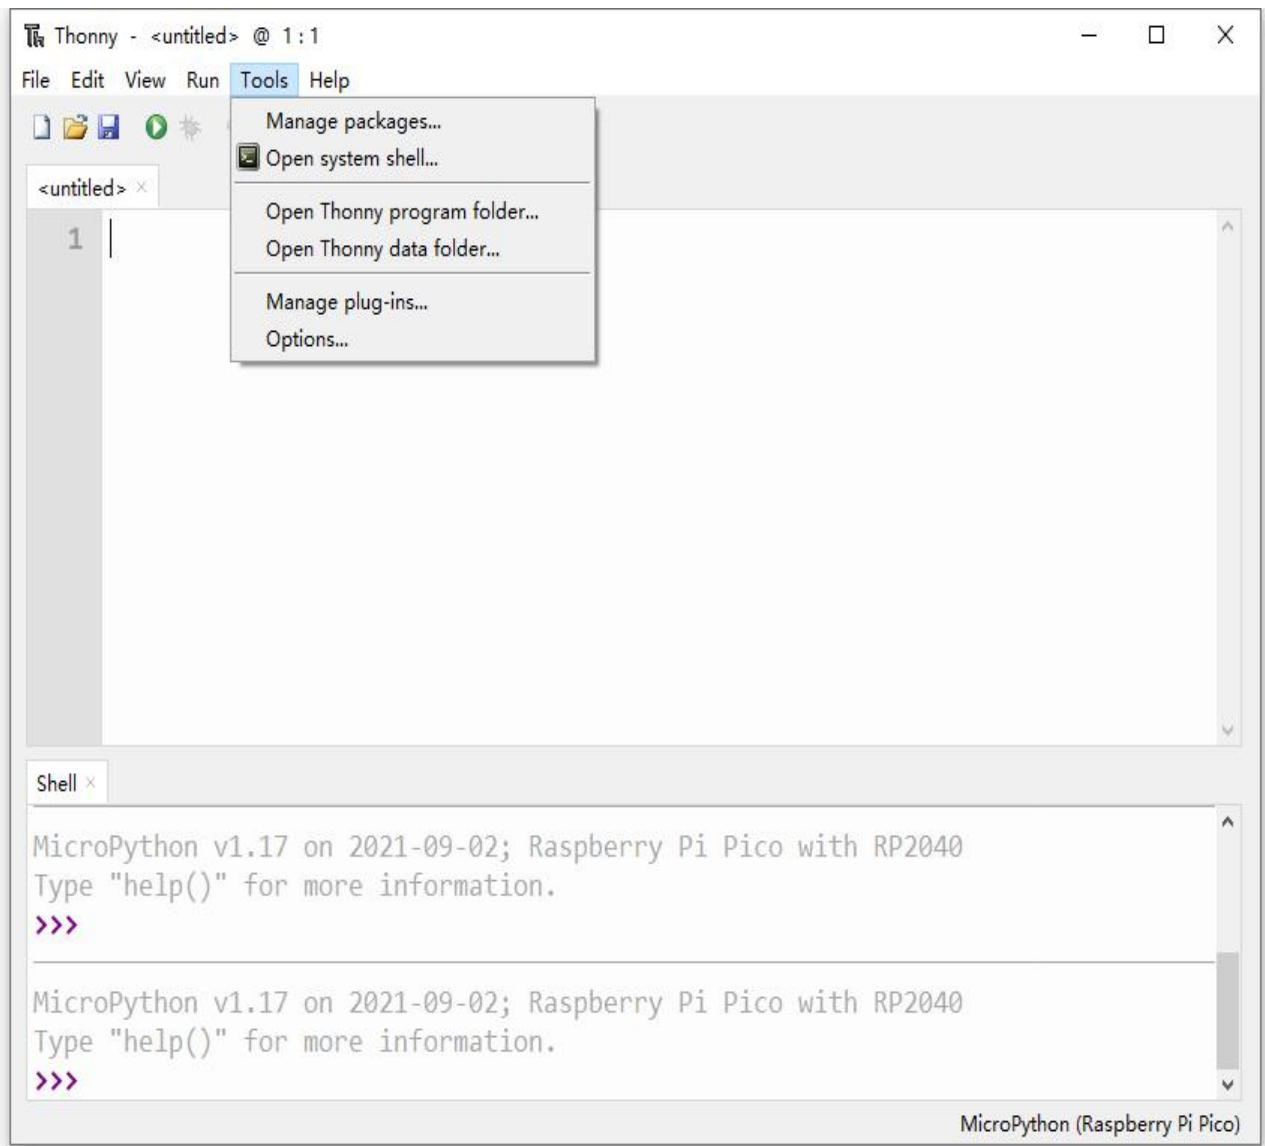 Thonny - <untitled> @ 1:1
File Edit View Run Tools Help
Manage packages...
Open system shell...
<untitled>
Open Thonny program folder...
1
Open Thonny data folder...
Manage plug-ins...
Options...
Shell
MicroPython v1.17 on 2021-09-02; Raspberry Pi Pico with RP2040
Type "help()" for more information.
>>>
MicroPython v1.17 on 2021-09-02; Raspberry Pi Pico with RP2040
Type "help()" for more information.
>>>
MicroPython (Raspberry Pi Pico)